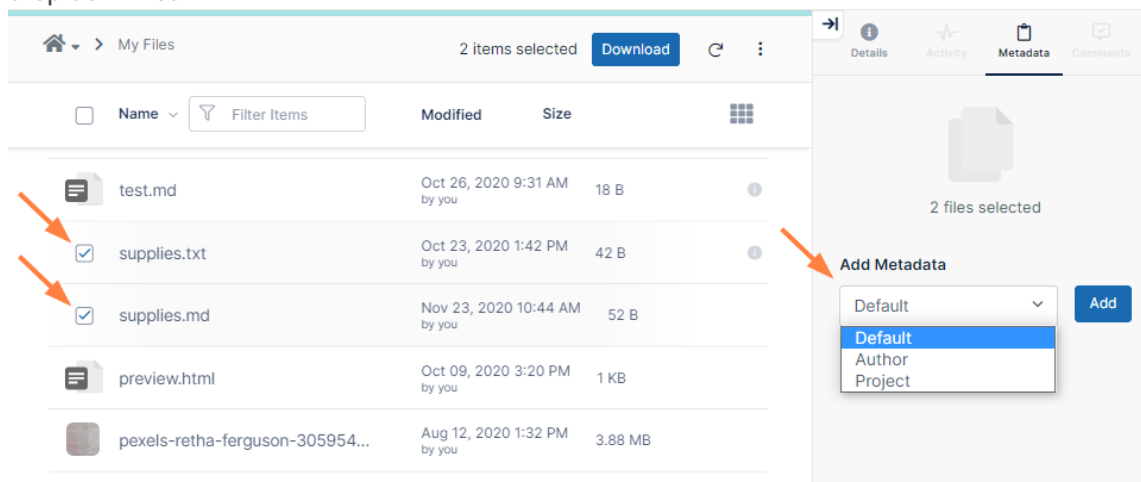 My Files
2 items selected
Download
Details
Activity
Metadata
Comments
Name
Filter Items
Modified
Size
test.md
Oct 26, 2020 9:31 AM
by you
18 B
supplies.txt
Oct 23, 2020 1:42 PM
by you
42 B
supplies.md
Nov 23, 2020 10:44 AM
by you
52 B
preview.html
Oct 09, 2020 3:20 PM
by you
1 KB
pexels-retha-ferguson-305954...
Aug 12, 2020 1:32 PM
by you
3.88 MB
2 files selected
Add Metadata
Default
Add
Default
Author
Project